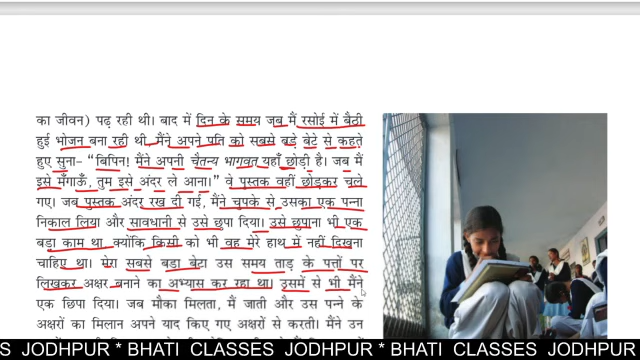 का जीवन) पढ़ रही थी। बाद में दिन के समय जब मैं रसोई में बैठी
हुई भोजन बना रही थी, मैंने अपने पति को सबसे बड़े बेटे से कहते
हुए सुना– “बिपिन! मैंने अपनी चैतन्य भागवत यहाँ छोड़ी है। जब मैं
इसे मँगाऊँ, तुम इसे अंदर ले आना।” वे पुस्तक वहीं छोड़कर चले
गए। जब पुस्तक अंदर रख दी गई, मैंने चुपके से उसका एक पन्ना
निकाल लिया और सावधानी से उसे छुपा दिया। उसे छुपाना भी एक
बड़ा काम था, क्योंकि किसी को भी वह मेरे हाथ में नहीं दिखना
चाहिए था। मेरा सबसे बड़ा बेटा उस समय ताड़ के पत्तों पर
लिखकर अक्षर बनाने का अभ्यास कर रहा था। उसमें से भी मैंने
एक छिपा दिया। जब मौका मिलता, मैं जाती और उस पन्ने के
अक्षरों का मिलान अपने याद किए गए अक्षरों से करती। मैंने उन
S JODHPUR * BHATI CLASSES JODHPUR * BHATI CLASSES JODHPU